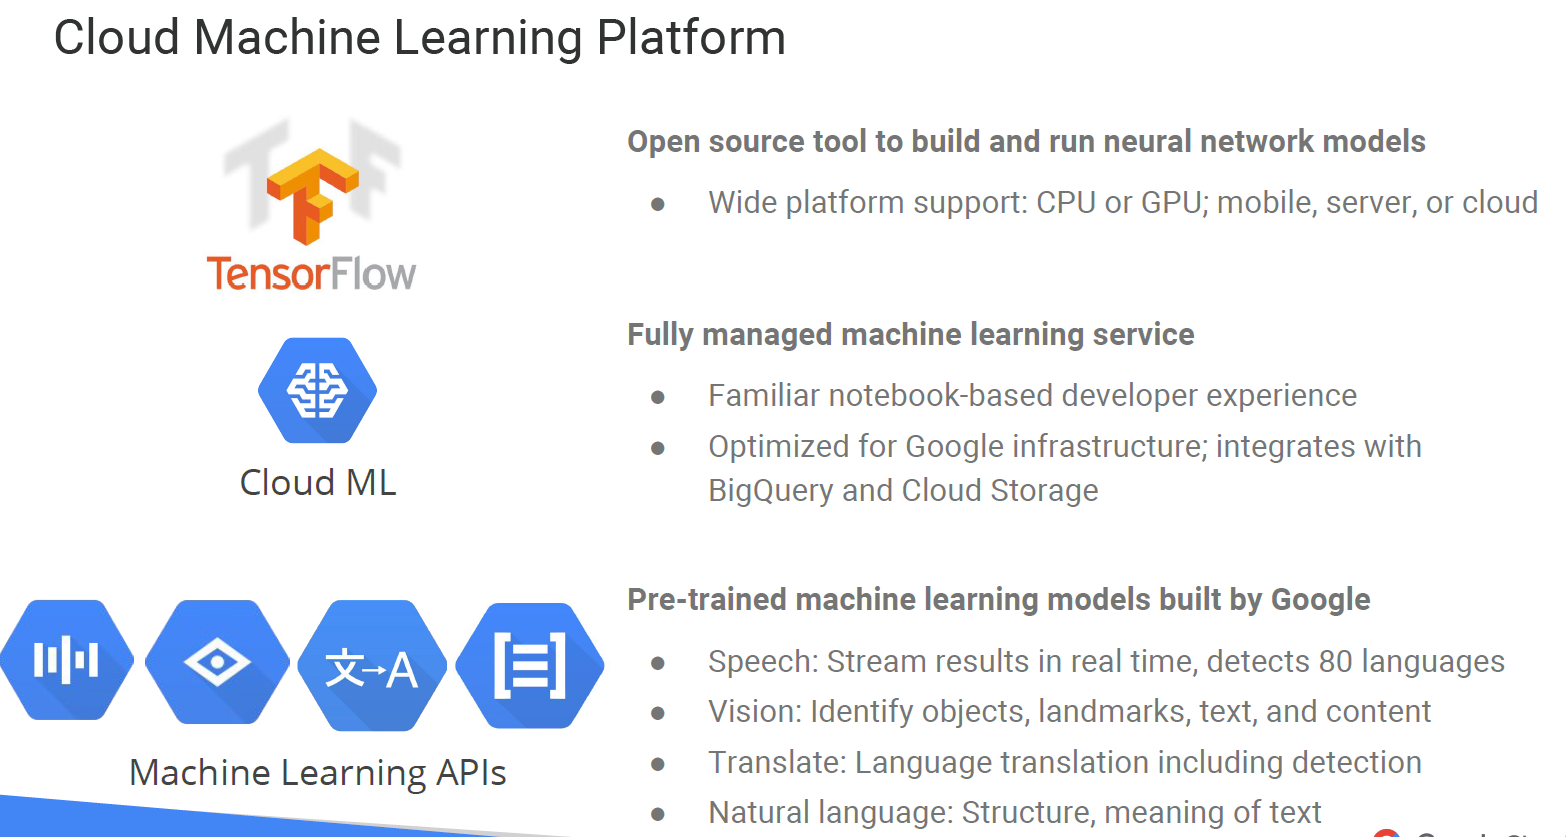 Cloud Machine Learning Platform
TensorFlow
Open source tool to build and run neural network models
● Wide platform support: CPU or GPU; mobile, server, or cloud
Cloud ML
Fully managed machine learning service
● Familiar notebook-based developer experience
● Optimized for Google infrastructure; integrates with
BigQuery and Cloud Storage
文→A
Machine Learning APIs
Pre-trained machine learning models built by Google
● Speech: Stream results in real time, detects 80 languages
● Vision: Identify objects, landmarks, text, and content
● Translate: Language translation including detection
● Natural language: Structure, meaning of text